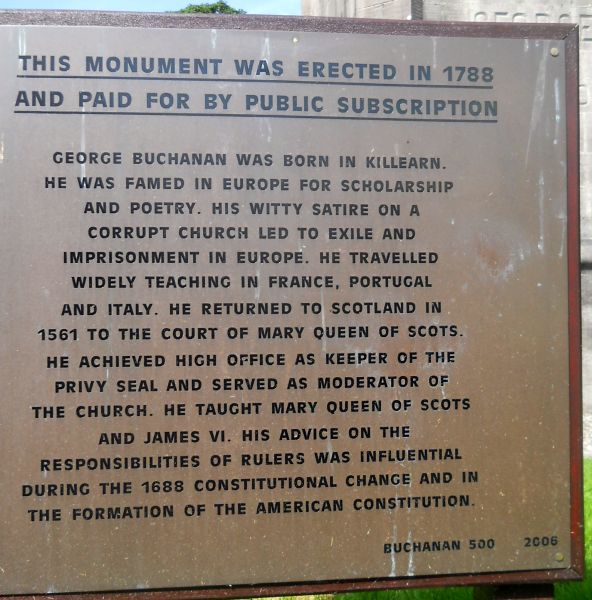 GEORGE
THIS MONUMENT WAS ERECTED IN 1788
AND PAID FOR BY PUBLIC SUBSCRIPTION
GEORGE BUCHANAN WAS BORN IN KILLEARN.
HE WAS FAMED IN EUROPE FOR SCHOLARSHIP
AND POETRY. HIS WITTY SATIRE ON A
CORRUPT CHURCH LED TO EXILE AND
IMPRISONMENT IN EUROPE. HE TRAVELLED
WIDELY TEACHING IN FRANCE, PORTUGAL
AND ITALY. HE RETURNED TO SCOTLAND IN
1561 TO THE COURT OF MARY QUEEN OF SCOTS.
HE ACHIEVED HIGH OFFICE AS KEEPER OF THE
PRIVY SEAL AND SERVED AS MODERATOR OF
THE CHURCH. HE TAUGHT MARY QUEEN OF SCOTS
AND JAMES VI. HIS ADVICE ON THE
RESPONSIBILITIES OF RULERS WAS INFLUENTIAL
DURING THE 1688 CONSTITUTIONAL CHANGE AND IN
THE FORMATION OF THE AMERICAN CONSTITUTION.
BUCHANAN 500 2006